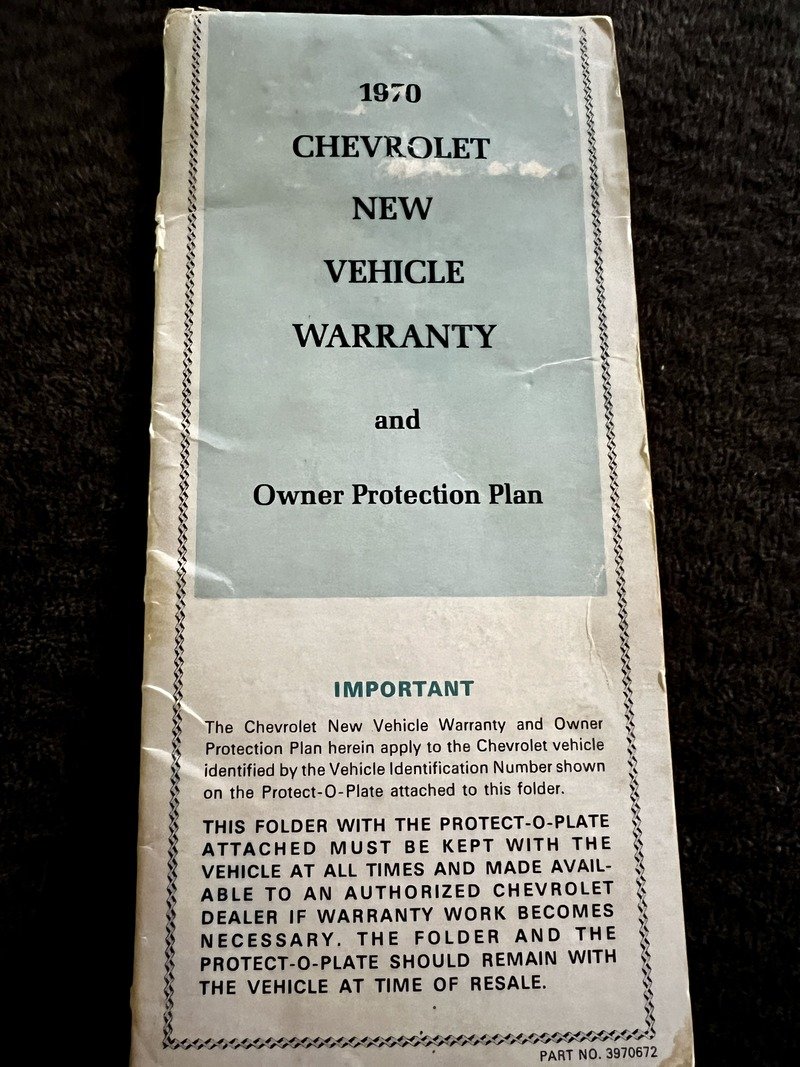 1970
CHEVROLET
NEW
VEHICLE
WARRANTY
and
Owner Protection Plan
IMPORTANT
The Chevrolet New Vehicle Warranty and Owner
Protection Plan herein apply to the Chevrolet vehicle
identified by the Vehicle Identification Number shown
on the Protect-O-Plate attached to this folder.
THIS FOLDER WITH THE PROTECT-O-PLATE
ATTACHED MUST BE KEPT WITH THE
VEHICLE AT ALL TIMES AND MADE AVAIL-
ABLE TO AN AUTHORIZED CHEVROLET
DEALER IF WARRANTY WORK BECOMES
NECESSARY. THE FOLDER AND THE
PROTECT-O-PLATE SHOULD REMAIN WITH
THE VEHICLE AT TIME OF RESALE.
PART NO. 3970672